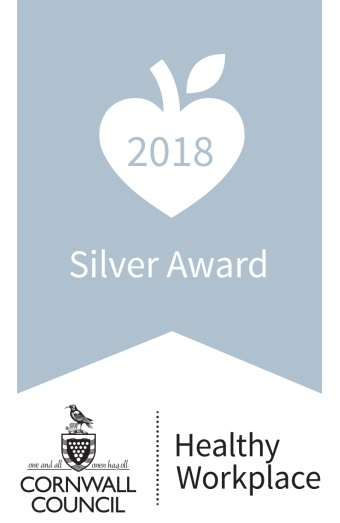 2018
Silver Award
one and all onen hag oll
CORNWALL
COUNCIL
Healthy
Workplace